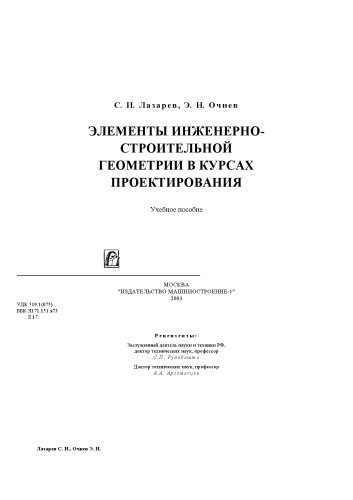 С. И. Лазарев, Э. Н. Очнев
ЭЛЕМЕНТЫ ИНЖЕНЕРНО-
СТРОИТЕЛЬНОЙ
ГЕОМЕТРИИ В КУРСАХ
ПРОЕКТИРОВАНИЯ
Учебное пособие
МОСКВА
"ИЗДАТЕЛЬСТВО МАШИНОСТРОЕНИЕ-1"
2003
УДК 519.1(075)
ББК Л171.151 я73
Л 17
Рецензенты:
Заслуженный деятель науки и техники РФ,
доктор технических наук, профессор
С.П. Рудобашта
Доктор технических наук, профессор
А.А. Арзамасцев
Лазарев С. И., Очнев Э. Н.